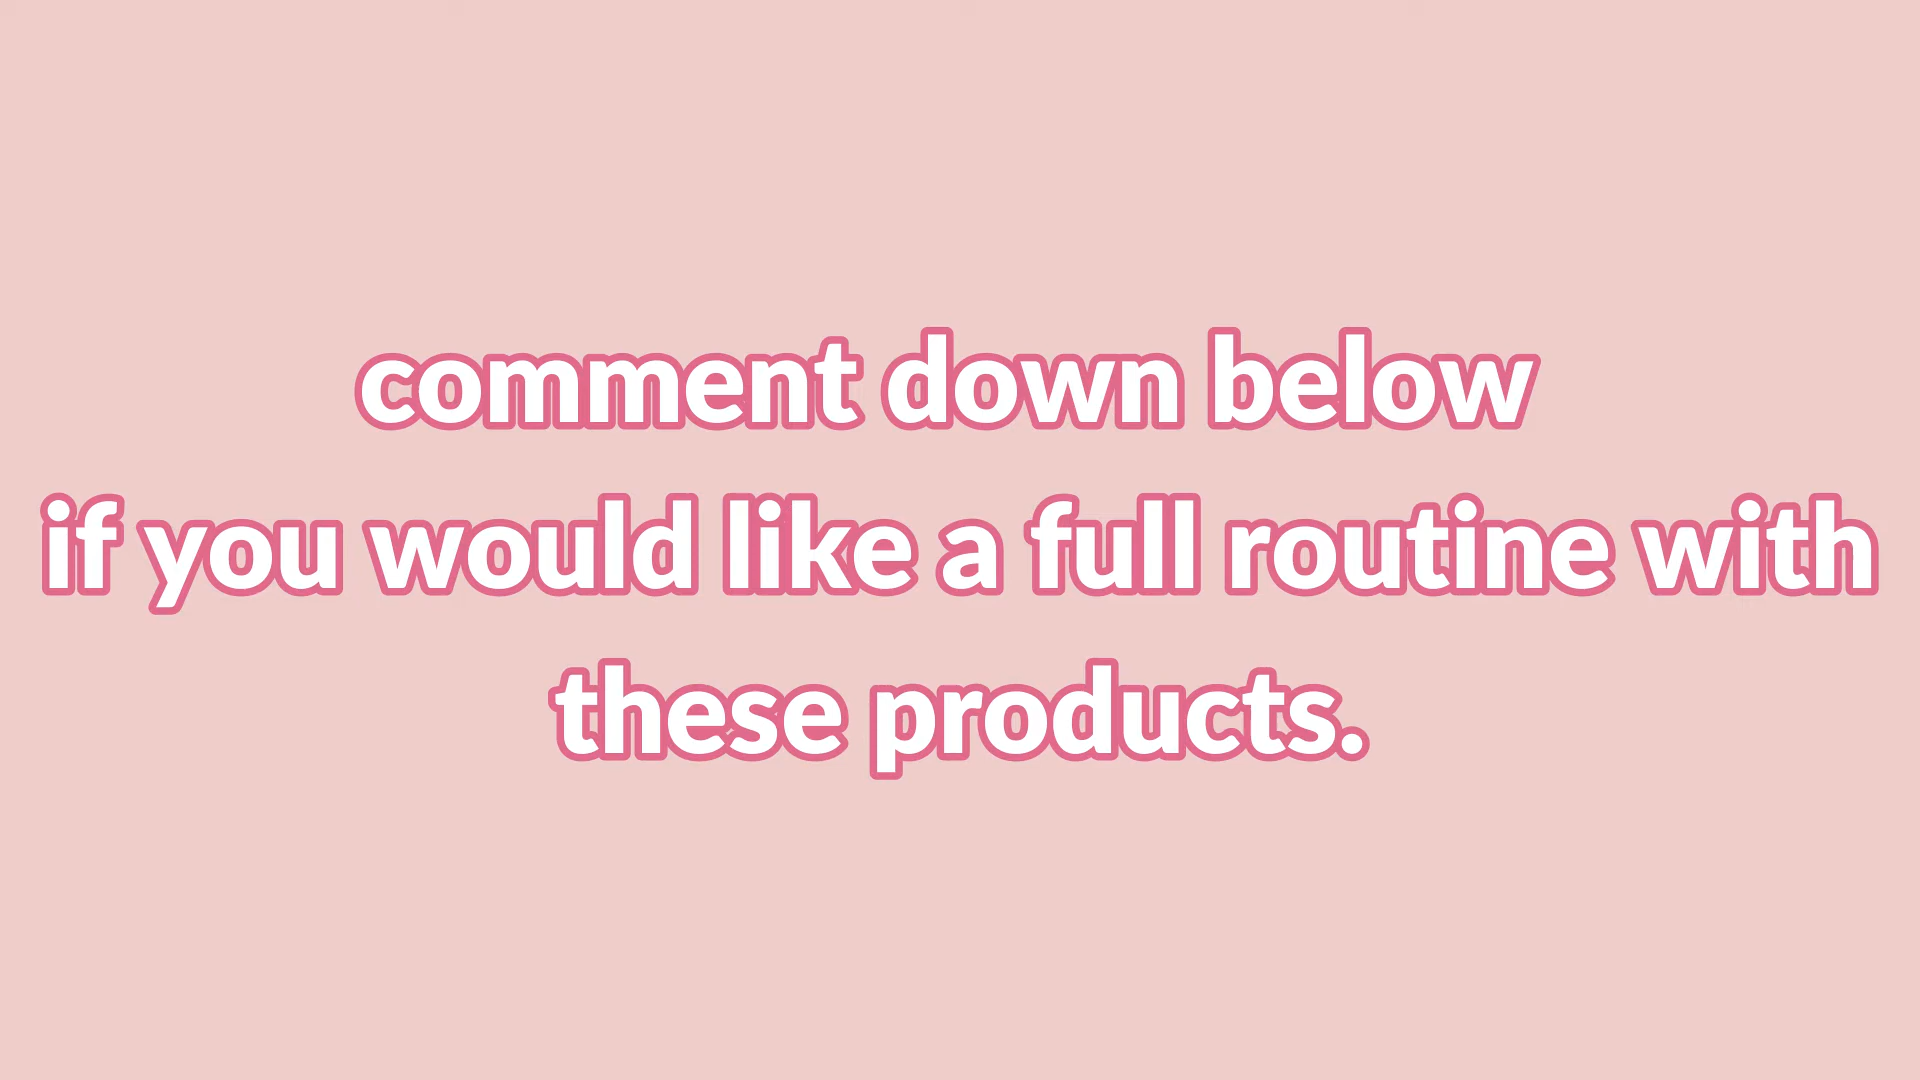 comment down below
if you would like a full routine with
these products.